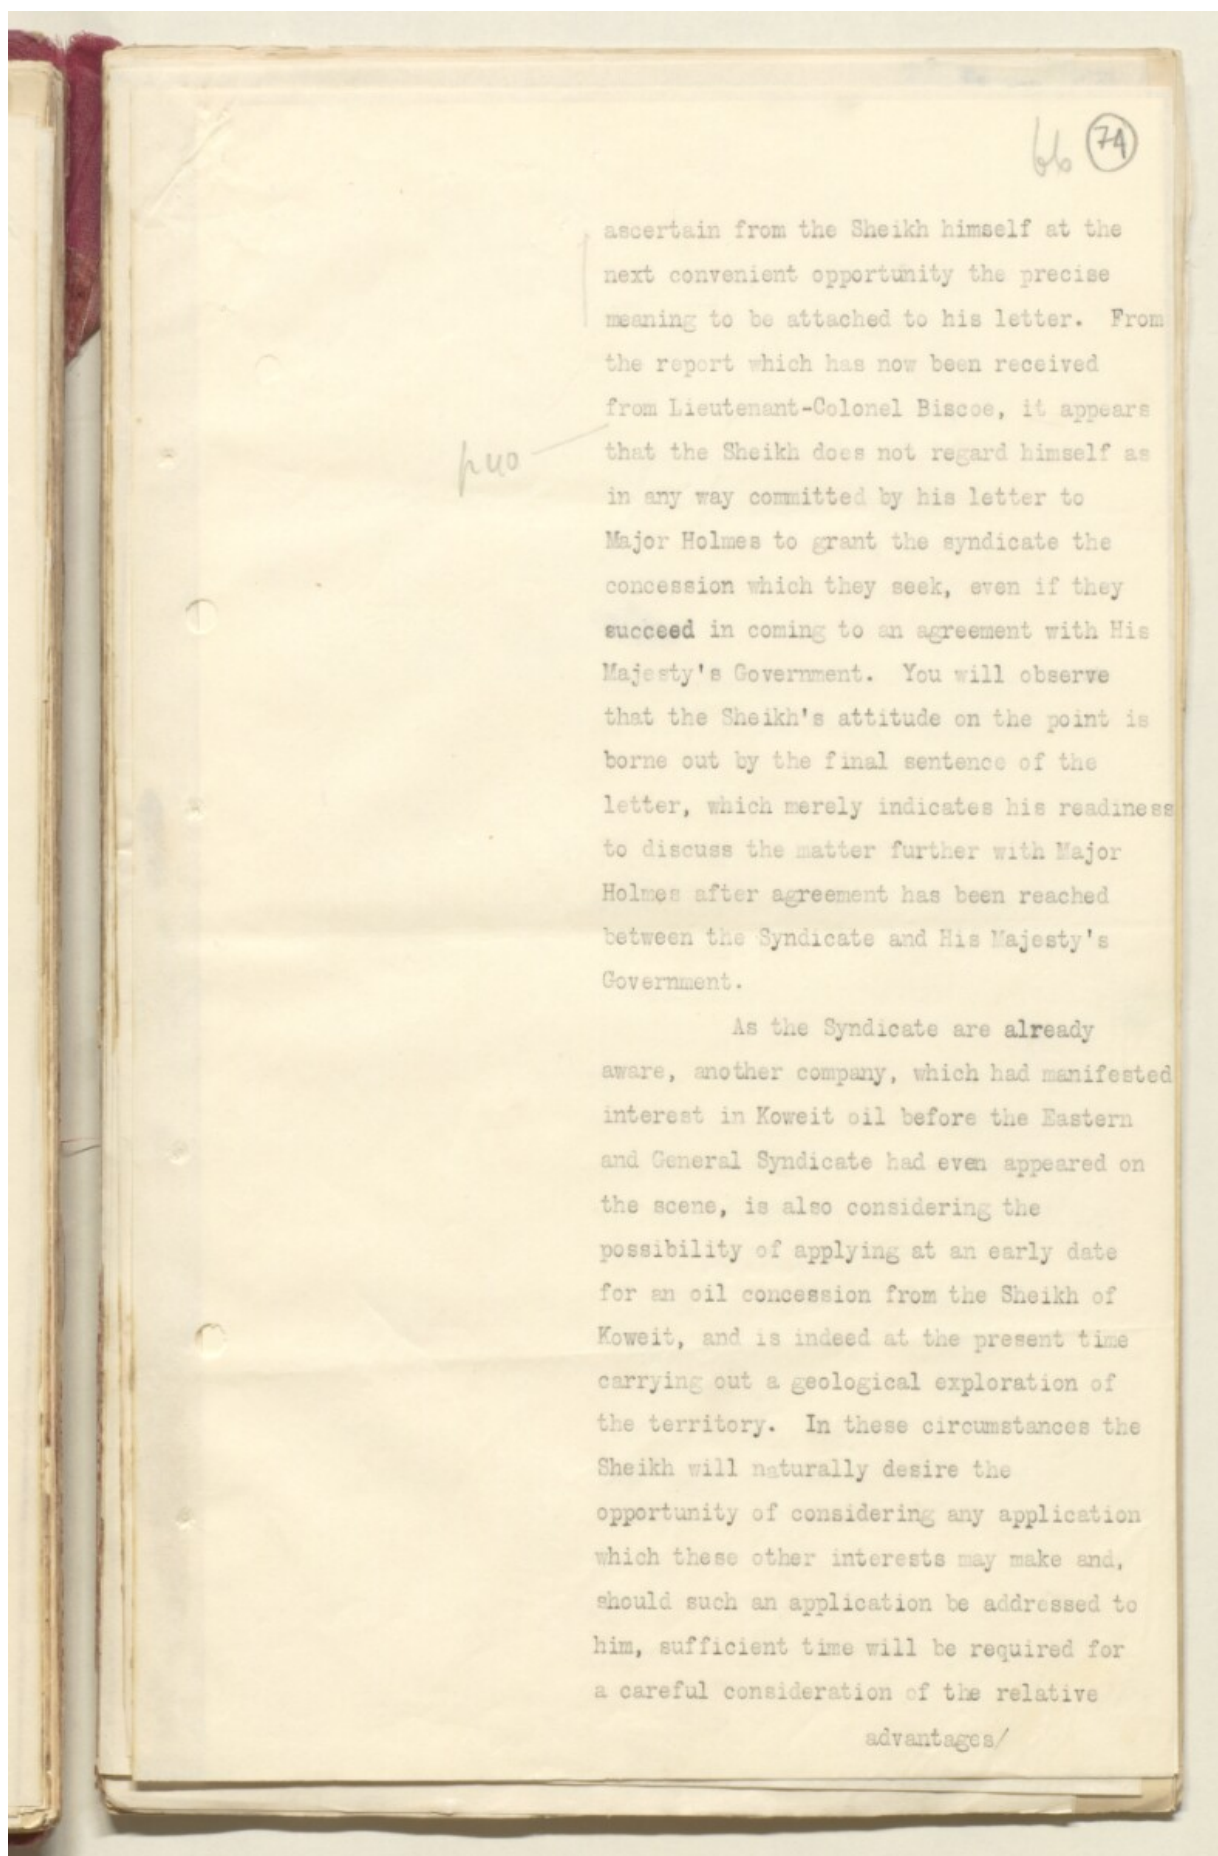 66 74
ascertain from the Sheikh himself at the
next convenient opportunity the precise
meaning to be attached to his letter. From
the report which has now been received
from Lieutenant-Colonel Biscoe, it appears
that the Sheikh does not regard himself as
in any way committed by his letter to
Major Holmes to grant the syndicate the
concession which they seek, even if they
succeed in coming to an agreement with His
Majesty's Government. You will observe
that the Sheikh's attitude on the point is
borne out by the final sentence of the
letter, which merely indicates his readiness
to discuss the matter further with Major
Holmes after agreement has been reached
between the Syndicate and His Majesty's
Government.
As the Syndicate are already
aware, another company, which had manifested
interest in Koweit oil before the Eastern
and General Syndicate had even appeared on
the scene, is also considering the
possibility of applying at an early date
for an oil concession from the Sheikh of
Koweit, and is indeed at the present time
carrying out a geological exploration of
the territory. In these circumstances the
Sheikh will naturally desire the
opportunity of considering any application
which these other interests may make and,
should such an application be addressed to
him, sufficient time will be required for
a careful consideration of the relative
advantages/